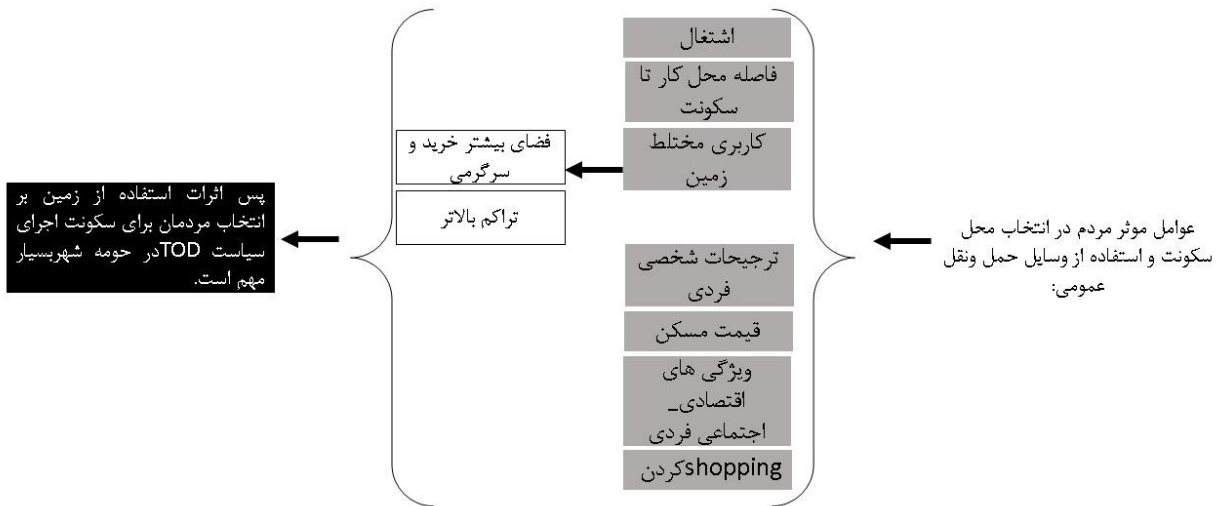 عوامل موثر مردم در انتخاب محل
سکونت و استفاده از وسایل حمل ونقل
عمومی:
اشتغال
فاصله محل کار تا
سکونت
کاربری مختلط
زمین
ترجیحات شخصی
فردی
قیمت مسکن
ویژگی های
اقتصادی_
اجتماعی فردی
shoppingکردن
فضای بیشتر خرید و
سرگرمی
تراکم بالاتر
پس اثرات استفاده از زمین بر
انتخاب مردمان برای سکونت اجرای
سیاست TODدر حومه شهربسیار
مهم است.